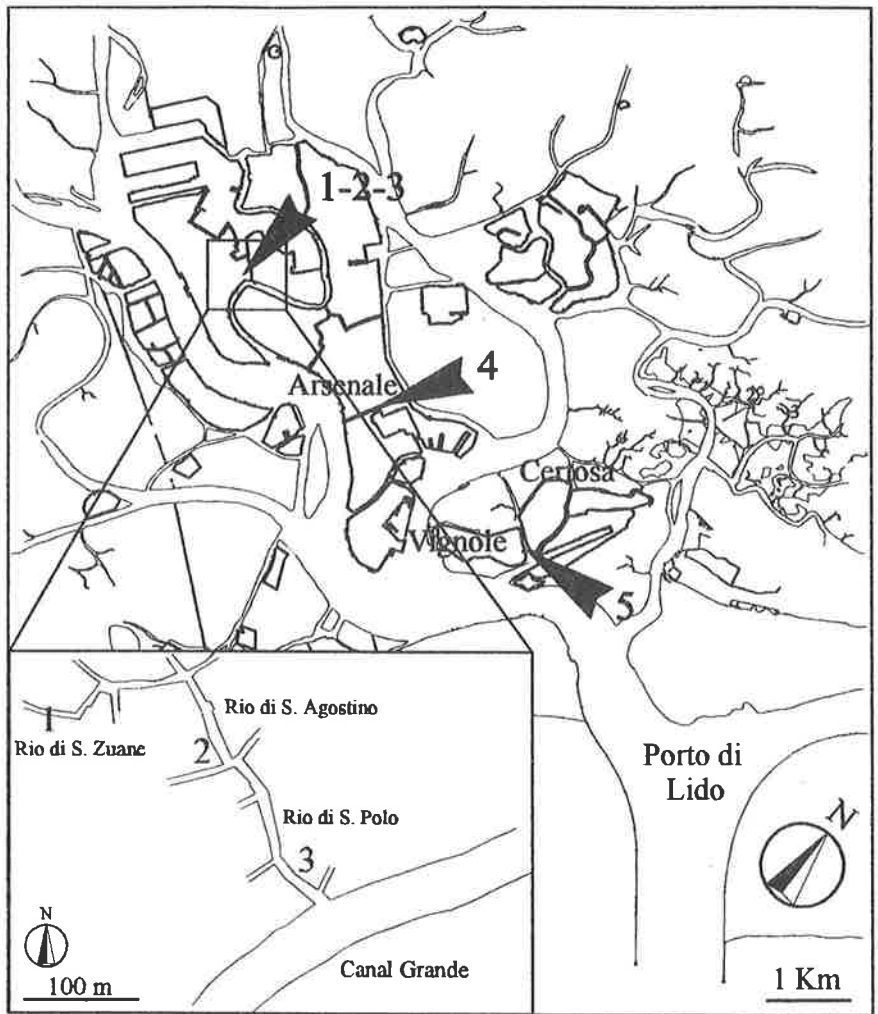 1-2-3
4
Arsenale
Certosa
Vignole
5
Rio di S. Agostino
1
Rio di S. Zuane
2
Porto di
Lido
Rio di S. Polo
3
N
N
Canal Grande
100 m
1 Km